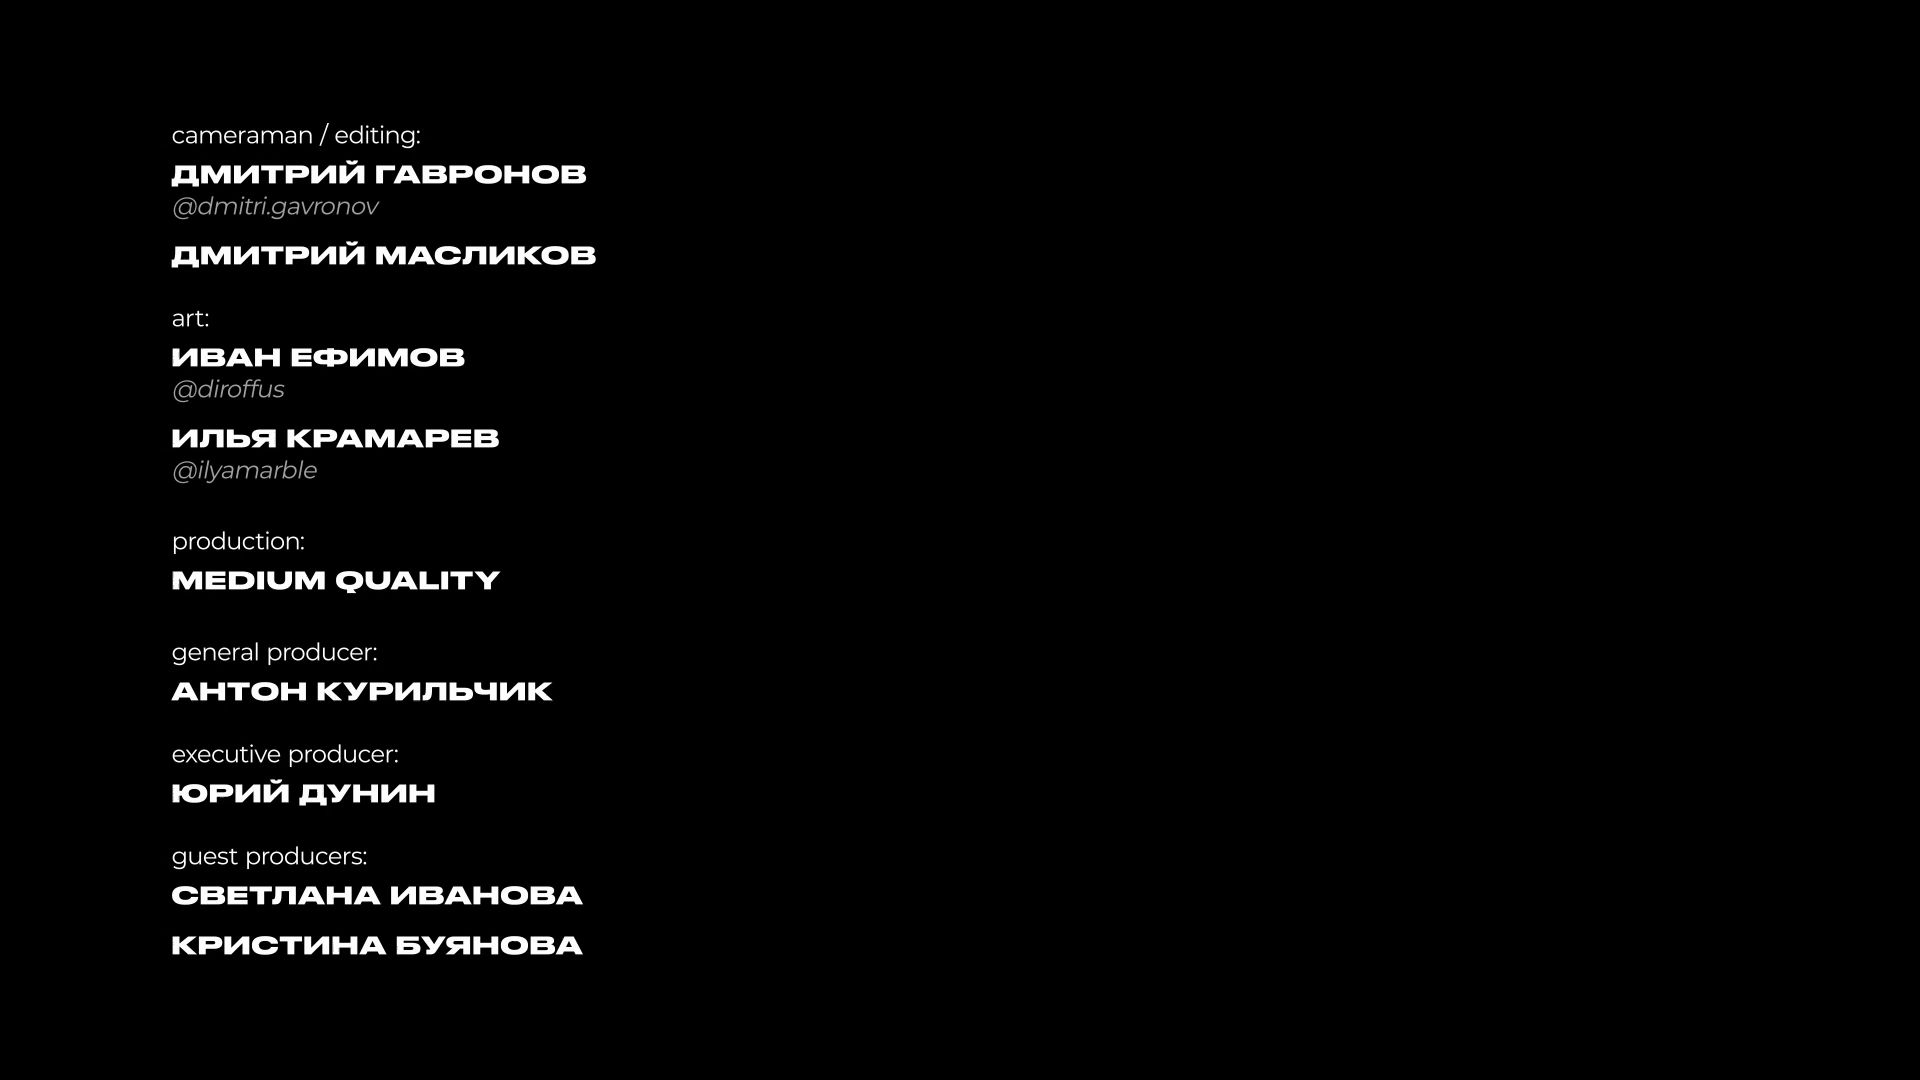 cameraman / editing:
ДМИТРИЙ ГАВРОНОВ
@dmitri.gavronov
ДМИТРИЙ МАСЛИКОВ
art:
ИВАН ЕФИМОВ
@diroffus
ИЛЬЯ КРАМАРЕВ
@ilyamarble
production:
MEDIUM QUALITY
general producer:
АНТОН КУРИЛЬЧИК
executive producer:
ЮРИЙ ДУНИН
guest producers:
СВЕТЛАНА ИВАНОВА
КРИСТИНА БУЯНОВА